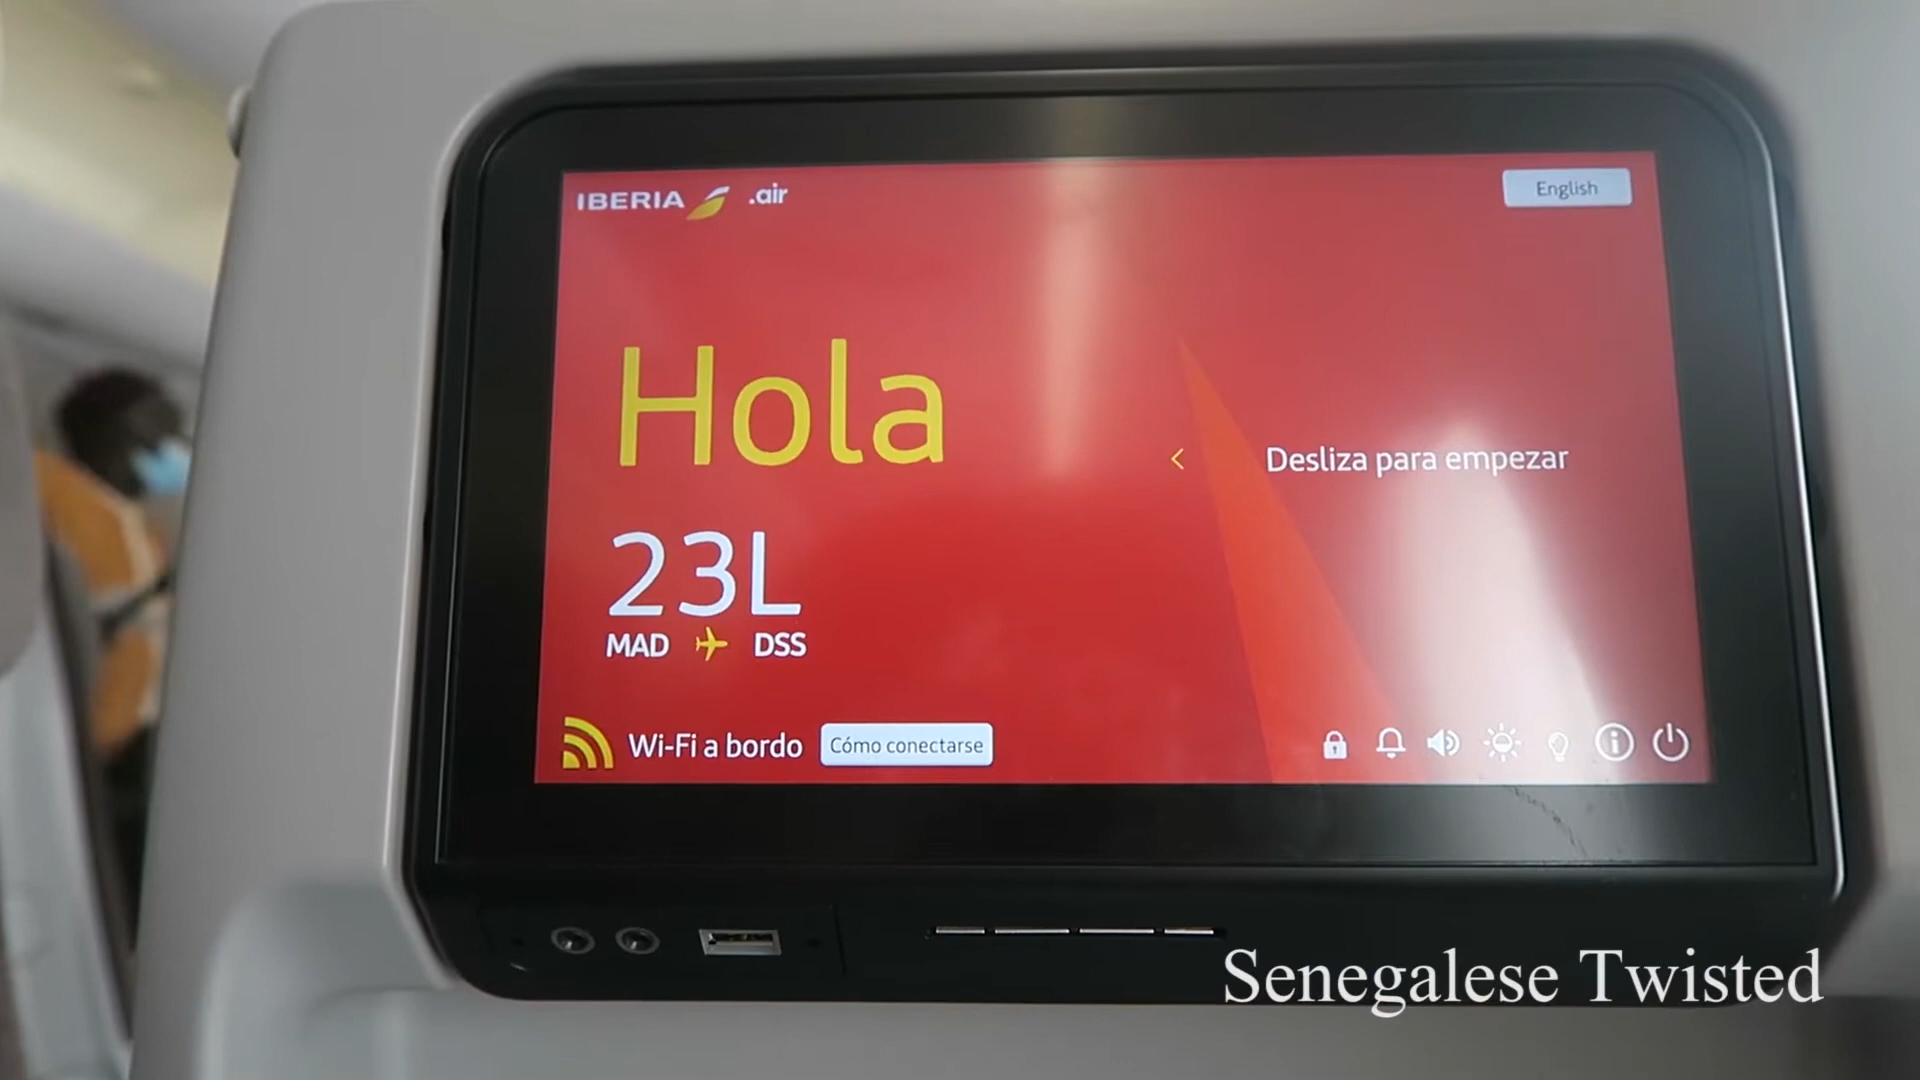 IBERIA .air
English
Hola
Desliza para empezar
23L
MAD DSS
Wi-Fi a bordo Cómo conectarse
Senegalese Twisted